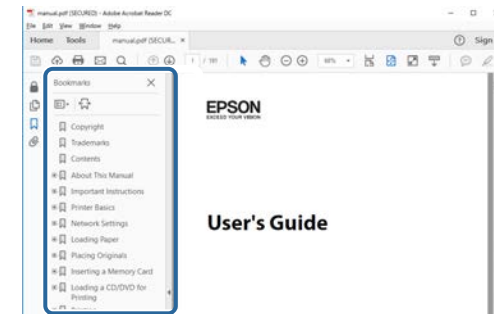 manual.pdf (SECURED) - Adobe Acrobat Reader DC
File Edit View Window Help
Home Tools manual.pdf (SECUR... × Sign
1 / 191
Bookmarks
Copyright
Trademarks
Contents
About This Manual
Important Instructions
Printer Basics
Network Settings
Loading Paper
Placing Originals
Inserting a Memory Card
Loading a CD/DVD for
Printing
EPSON
EXCEED YOUR VISION
User's Guide